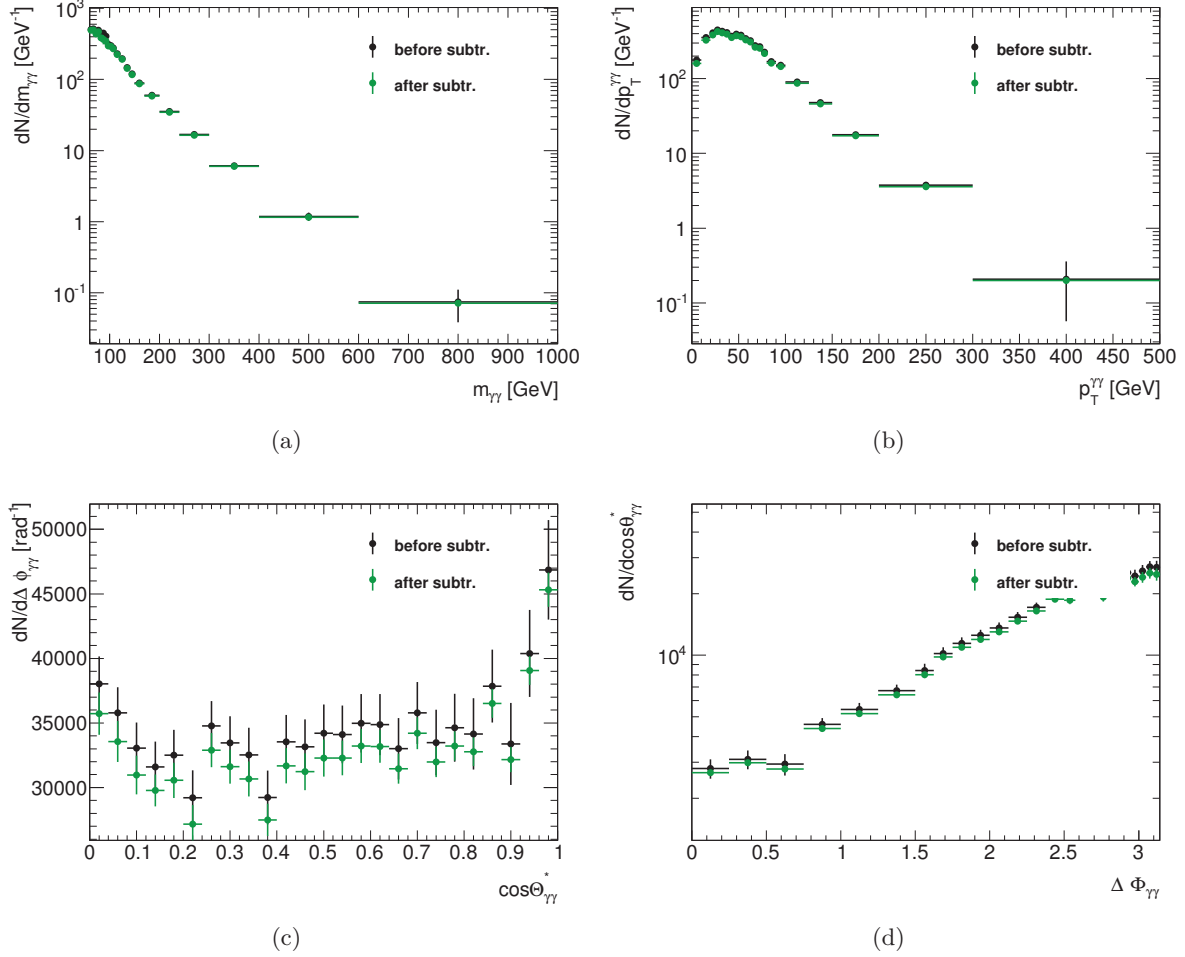 dN/dm_γγ [GeV⁻¹]
10³
10²
10
1
10⁻¹
before subtr.
after subtr.
100 200 300 400 500 600 700 800 900 1000
m_γγ [GeV]
(a)
dN/dp_T^γγ [GeV⁻¹]
10²
10
1
10⁻¹
before subtr.
after subtr.
0 50 100 150 200 250 300 350 400 450 500
p_T^γγ [GeV]
(b)
dN/dΔ ϕ_γγ [rad⁻¹]
50000
45000
40000
35000
30000
before subtr.
after subtr.
0 0.1 0.2 0.3 0.4 0.5 0.6 0.7 0.8 0.9 1
cosΘ*_γγ
(c)
dN/dcosθ*_γγ
10⁴
before subtr.
after subtr.
0 0.5 1 1.5 2 2.5 3
Δ Φ_γγ
(d)